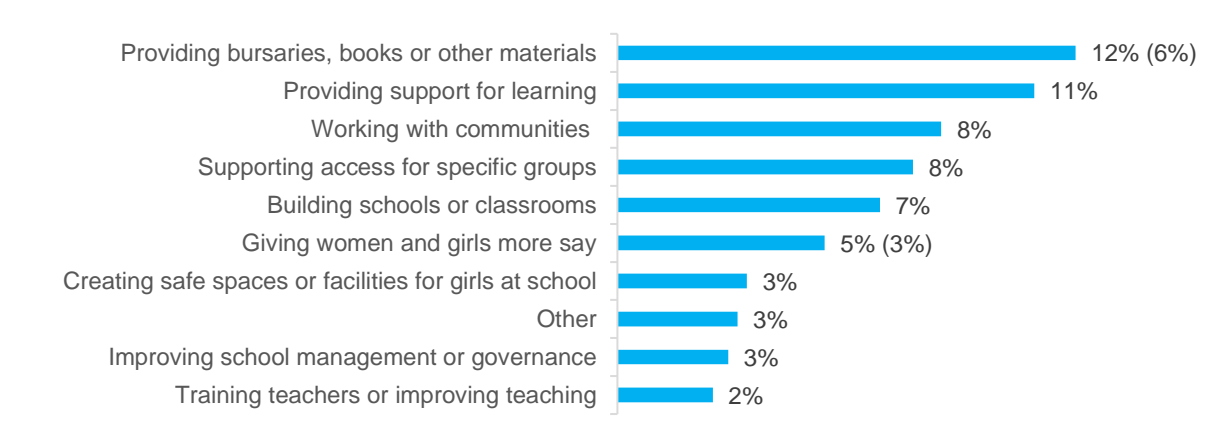 Providing bursaries, books or other materials 12% (6%)
Providing support for learning 11%
Working with communities 8%
Supporting access for specific groups 8%
Building schools or classrooms 7%
Giving women and girls more say 5% (3%)
Creating safe spaces or facilities for girls at school 3%
Other 3%
Improving school management or governance 3%
Training teachers or improving teaching 2%